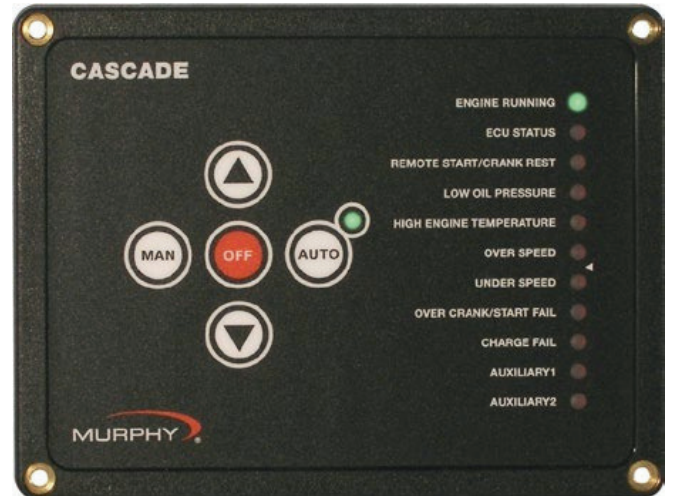 CASCADE
MAN
OFF
AUTO
ENGINE RUNNING
ECU STATUS
REMOTE START/CRANK REST
LOW OIL PRESSURE
HIGH ENGINE TEMPERATURE
OVER SPEED
UNDER SPEED
OVER CRANK/START FAIL
CHARGE FAIL
AUXILIARY1
AUXILIARY2
MURPHY®